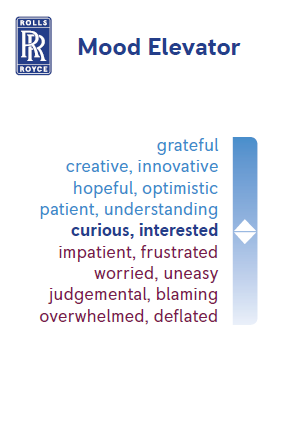 ROLLS
RR
ROYCE
Mood Elevator
grateful
creative, innovative
hopeful, optimistic
patient, understanding
curious, interested
impatient, frustrated
worried, uneasy
judgemental, blaming
overwhelmed, deflated